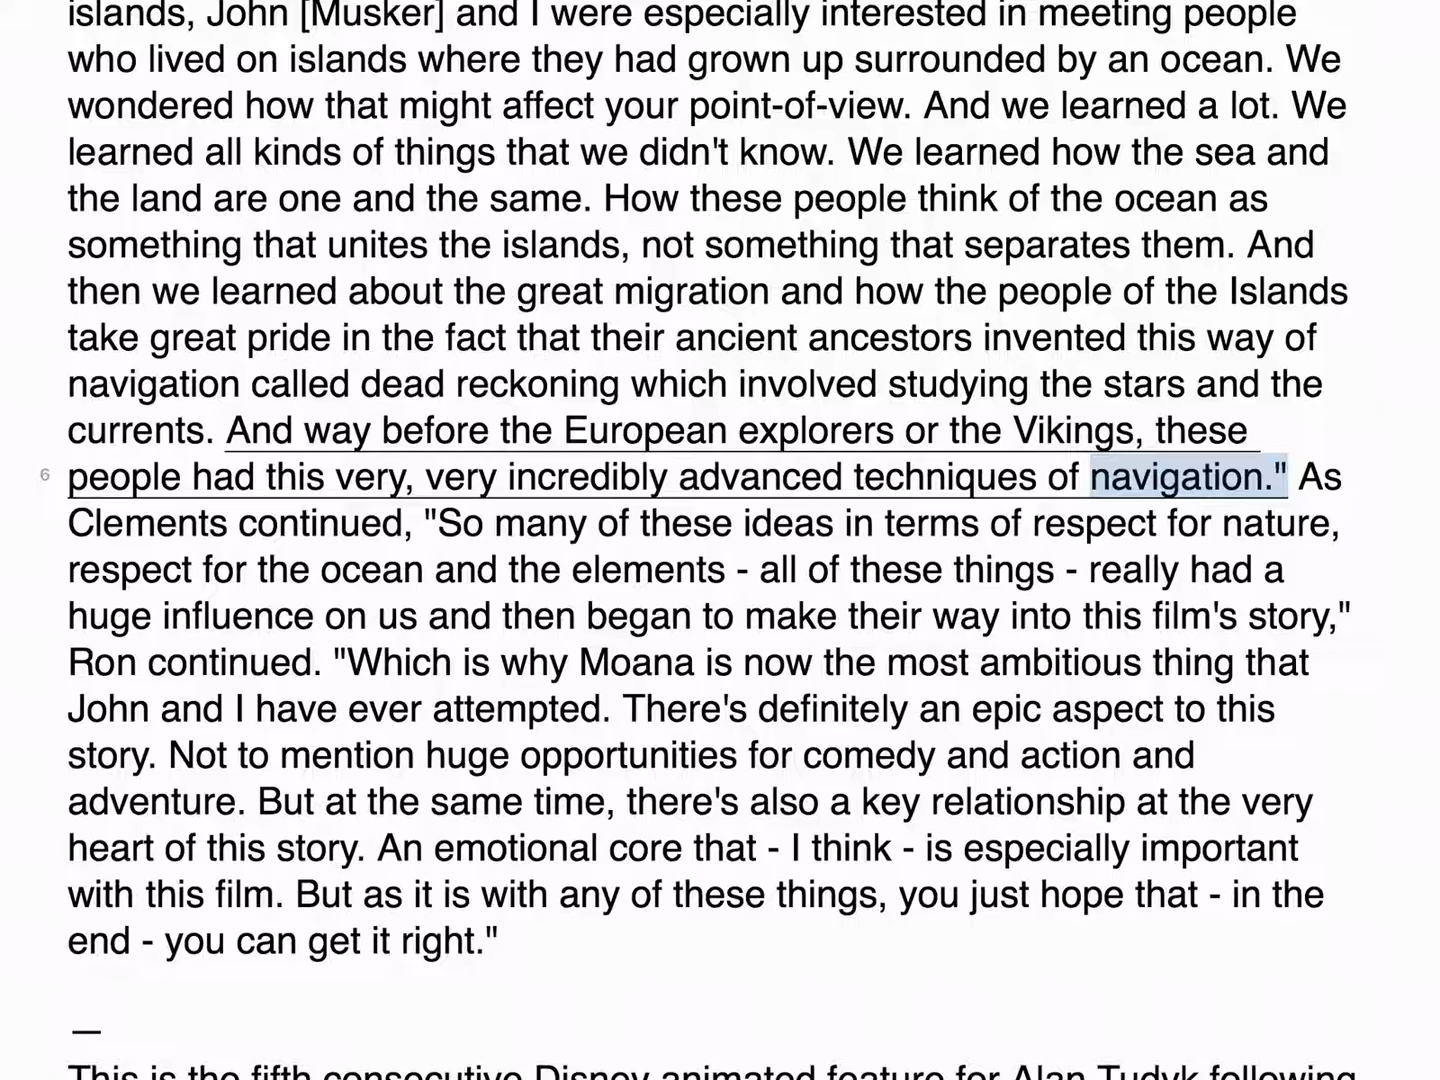 islands, John [Musker] and I were especially interested in meeting people
who lived on islands where they had grown up surrounded by an ocean. We
wondered how that might affect your point-of-view. And we learned a lot. We
learned all kinds of things that we didn't know. We learned how the sea and
the land are one and the same. How these people think of the ocean as
something that unites the islands, not something that separates them. And
then we learned about the great migration and how the people of the Islands
take great pride in the fact that their ancient ancestors invented this way of
navigation called dead reckoning which involved studying the stars and the
currents. And way before the European explorers or the Vikings, these
6 people had this very, very incredibly advanced techniques of navigation." As
Clements continued, "So many of these ideas in terms of respect for nature,
respect for the ocean and the elements - all of these things - really had a
huge influence on us and then began to make their way into this film's story,"
Ron continued. "Which is why Moana is now the most ambitious thing that
John and I have ever attempted. There's definitely an epic aspect to this
story. Not to mention huge opportunities for comedy and action and
adventure. But at the same time, there's also a key relationship at the very
heart of this story. An emotional core that - I think - is especially important
with this film. But as it is with any of these things, you just hope that - in the
end - you can get it right."
—
This is the fifth consecutive Disney animated feature for Alan Tudyk following